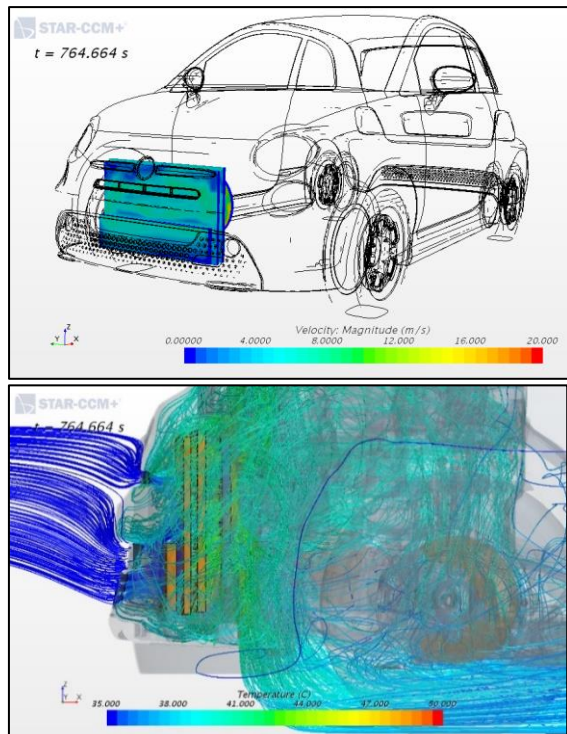 STAR-CCM+
t = 764.664 s
Velocity: Magnitude (m/s)
0.00000 4.0000 8.0000 12.000 16.000 20.000
Z
Y X
STAR-CCM+
t = 764.664 s
Temperature (C)
35.000 38.000 41.000 44.000 47.000 50.000
Z
X